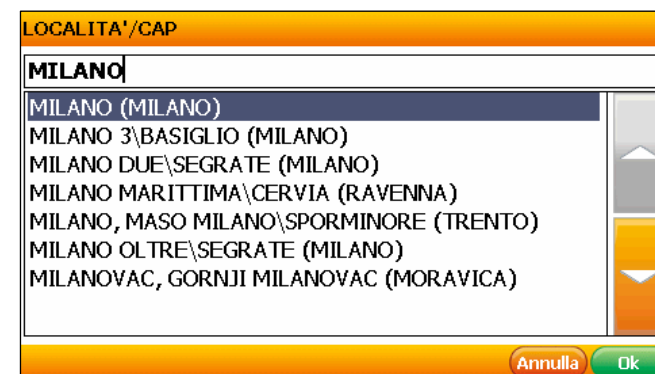 LOCALITA'/CAP
MILANO
MILANO (MILANO)
MILANO 3\BASIGLIO (MILANO)
MILANO DUE\SEGRATE (MILANO)
MILANO MARITTIMA\CERVIA (RAVENNA)
MILANO, MASO MILANO\SPORMINORE (TRENTO)
MILANO OLTRE\SEGRATE (MILANO)
MILANOVAC, GORNJI MILANOVAC (MORAVICA)
Annulla Ok